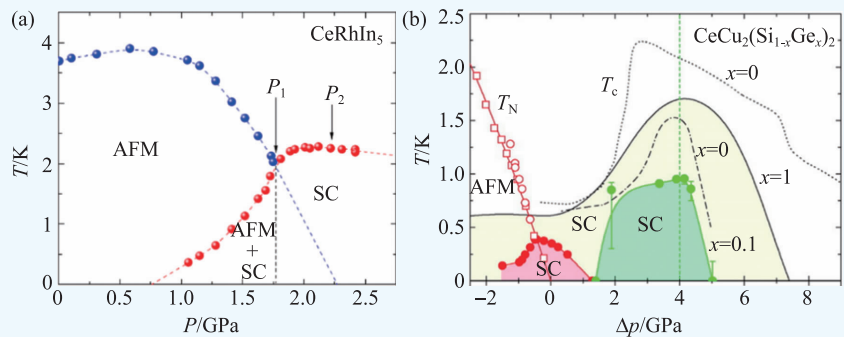 (a)
CeRhIn5
4
3
2
1
0
T/K
P1
P2
AFM
SC
AFM
+
SC
0
0.5
1.0
1.5
2.0
2.5
P/GPa
(b)
CeCu2(Si1-xGex)2
2.5
2.0
1.5
1.0
0.5
0
T/K
TN
Tc
x=0
x=0
x=1
x=0.1
AFM
SC
SC
SC
−2
0
2
4
6
8
Δp/GPa